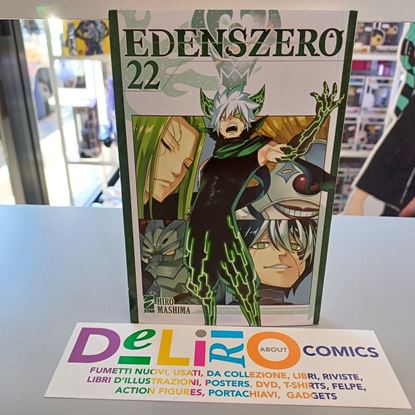 EDENSZERO
22
STAR
HIRO
MASHIMA
DeLiRiO ABOUT COMICS
FUMETTI NUOVI, USATI, DA COLLEZIONE, LIBRI, RIVISTE,
LIBRI D'ILLUSTRAZIONI, POSTERS, DVD, T-SHIRTS, FELPE,
ACTION FIGURES, PORTACHIAVI, GADGETS